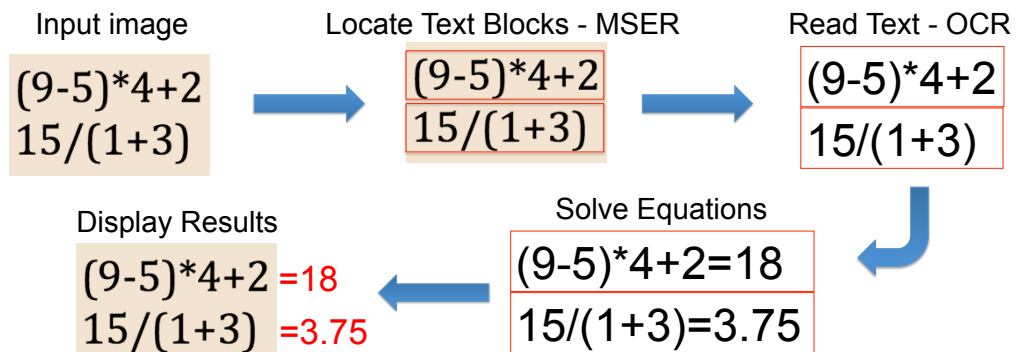 Input image
(9-5)*4+2
15/(1+3)
Locate Text Blocks - MSER
(9-5)*4+2
15/(1+3)
Read Text - OCR
(9-5)*4+2
15/(1+3)
Solve Equations
(9-5)*4+2=18
15/(1+3)=3.75
Display Results
(9-5)*4+2 =18
15/(1+3) =3.75